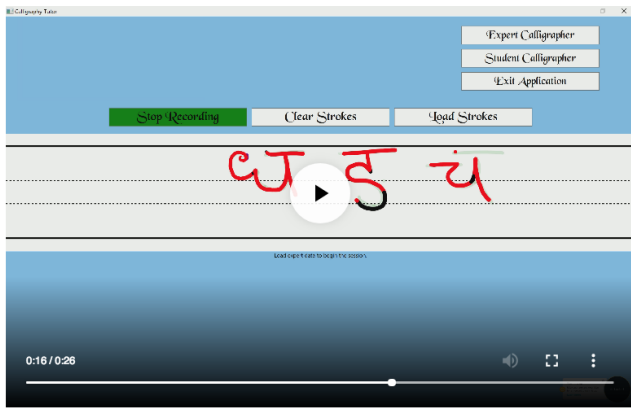 Calligraphy Tutor
Expert Calligrapher
Student Calligrapher
Exit Application
Stop Recording Clear Strokes Load Strokes
ध ड य
Load expert data to begin the session.
0:16 / 0:26